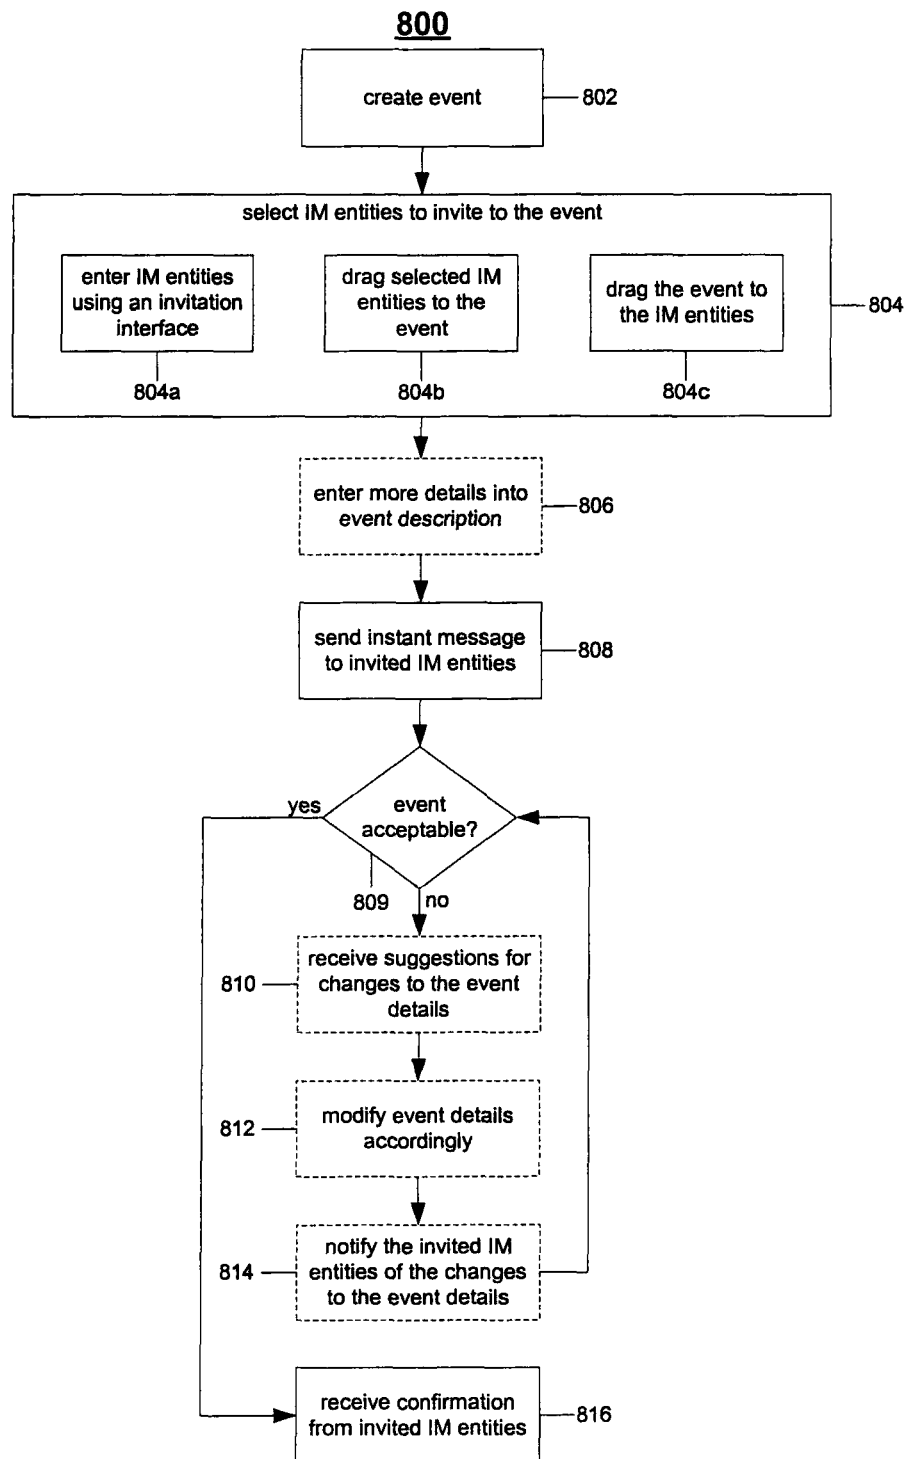 800
create event
802
select IM entities to invite to the event
enter IM entities
using an invitation
interface
804a
drag selected IM
entities to the
event
804b
drag the event to
the IM entities
804c
804
enter more details into
event description
806
send instant message
to invited IM entities
808
event
acceptable?
yes
809
no
receive suggestions for
changes to the event
details
810
modify event details
accordingly
812
notify the invited IM
entities of the changes
to the event details
814
receive confirmation
from invited IM entities
816